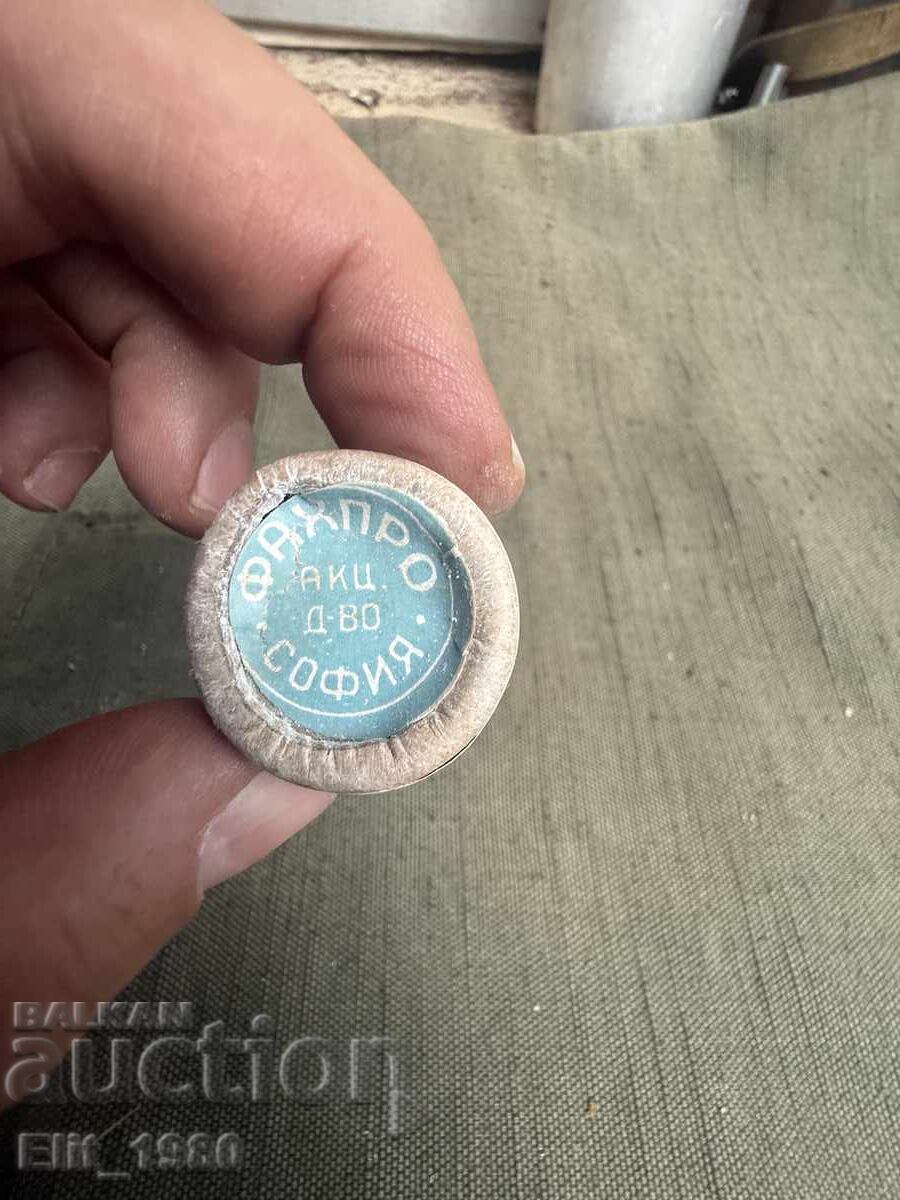 ФАХПРО
АКЦ.
Д-ВО
· СОФИЯ ·
BALKAN
auction
Elit_1980